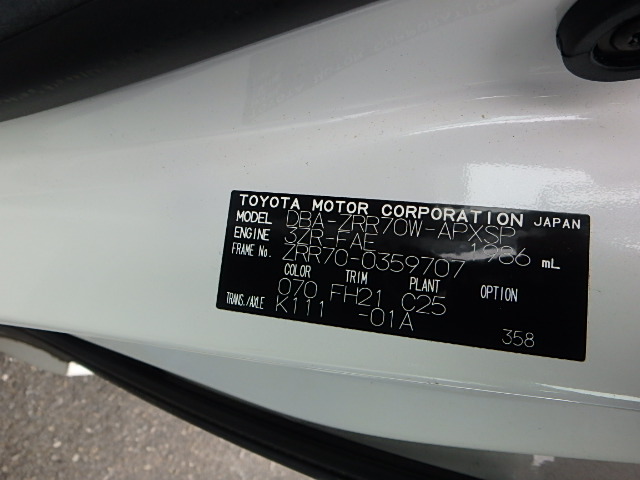 TOYOTA MOTOR CORPORATION JAPAN
MODEL DBA-ZRR70W-APXSP
ENGINE 3ZR-FAE 1986 mL
FRAME No. ZRR70-0359707
COLOR TRIM PLANT OPTION
070 FH21 C25
TRANS./AXLE K111 -01A
358